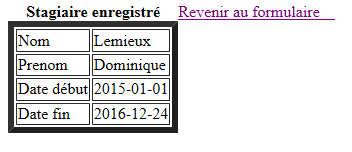 Stagiaire enregistré Revenir au formulaire
Nom Lemieux
Prenom Dominique
Date début 2015-01-01
Date fin 2016-12-24